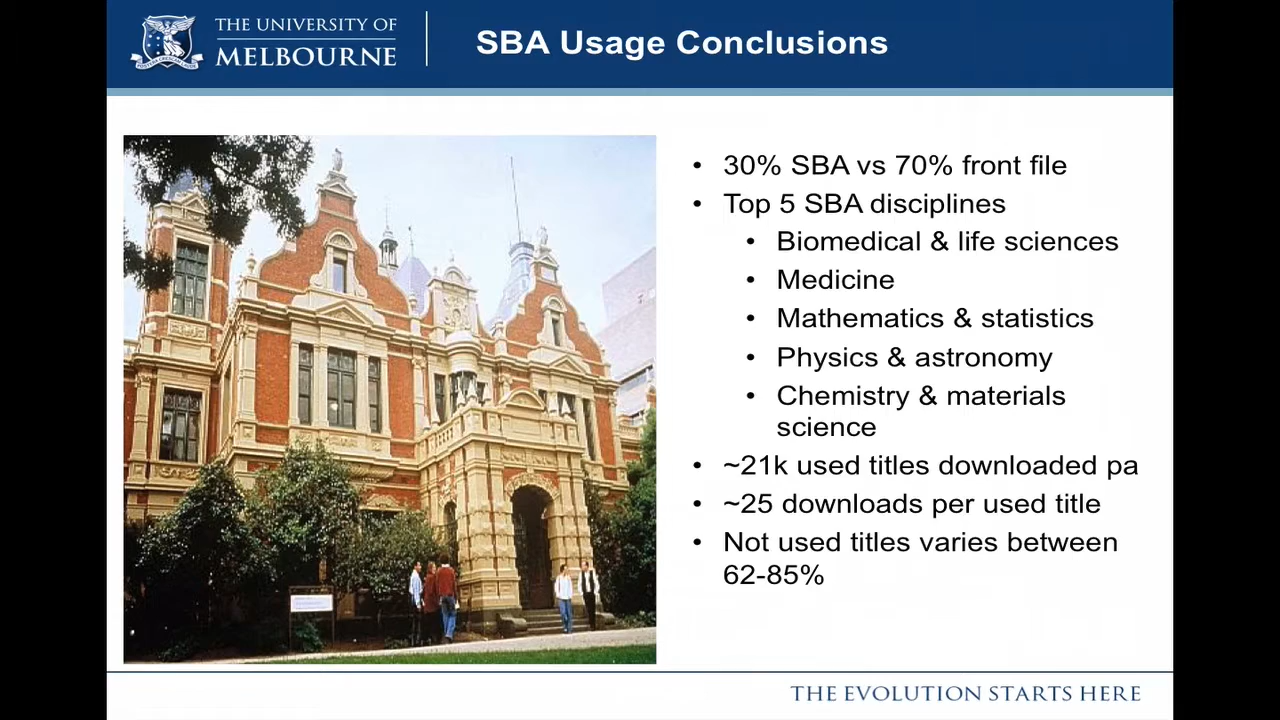 THE UNIVERSITY OF
MELBOURNE
SBA Usage Conclusions
• 30% SBA vs 70% front file
• Top 5 SBA disciplines
• Biomedical & life sciences
• Medicine
• Mathematics & statistics
• Physics & astronomy
• Chemistry & materials
science
• ~21k used titles downloaded pa
• ~25 downloads per used title
• Not used titles varies between
62-85%
THE EVOLUTION STARTS HERE